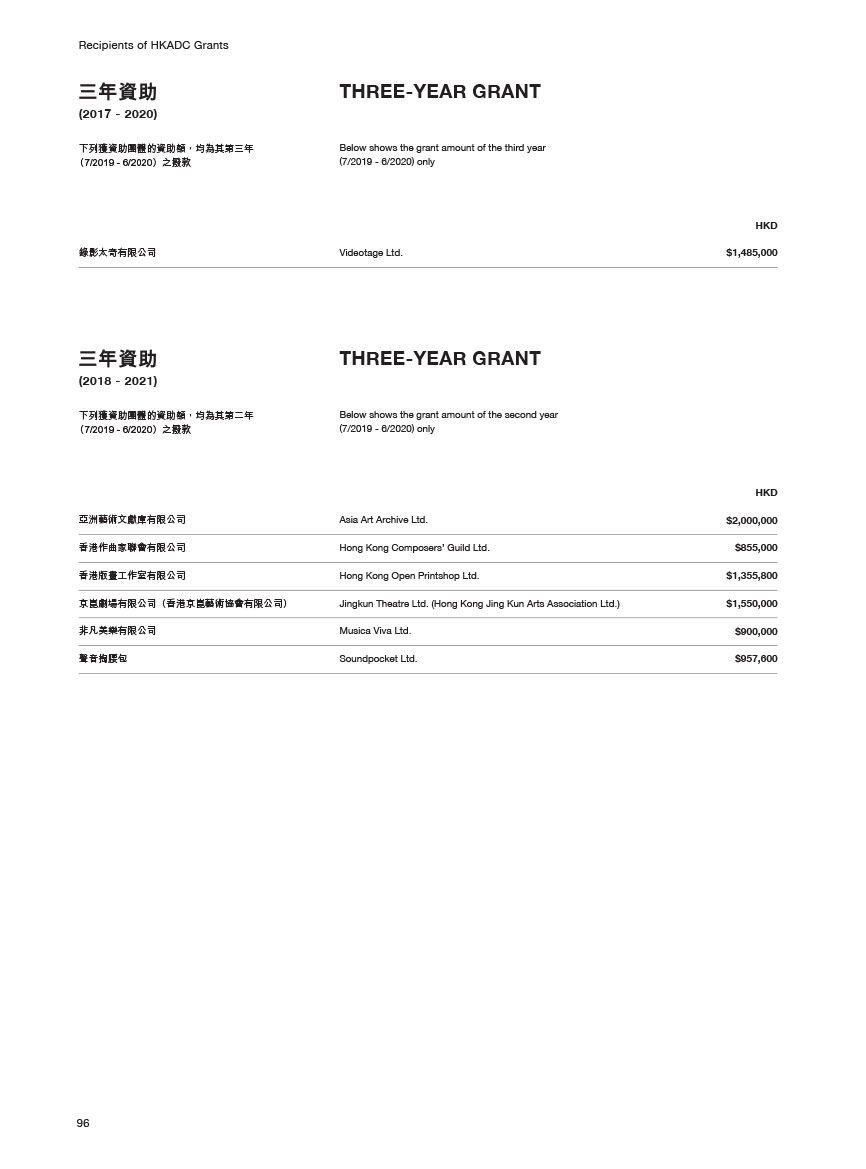 Recipients of HKADC Grants
三年資助 THREE-YEAR GRANT
(2017 - 2020)
下列獲資助團體的資助額，均為其第三年 Below shows the grant amount of the third year
（7/2019 - 6/2020）之撥款 (7/2019 - 6/2020) only
HKD
錄影太奇有限公司 Videotage Ltd. $1,485,000
三年資助 THREE-YEAR GRANT
(2018 - 2021)
下列獲資助團體的資助額，均為其第二年 Below shows the grant amount of the second year
（7/2019 - 6/2020）之撥款 (7/2019 - 6/2020) only
HKD
亞洲藝術文獻庫有限公司 Asia Art Archive Ltd. $2,000,000
香港作曲家聯會有限公司 Hong Kong Composers' Guild Ltd. $855,000
香港版畫工作室有限公司 Hong Kong Open Printshop Ltd. $1,355,800
京崑劇場有限公司（香港京崑藝術協會有限公司） Jingkun Theatre Ltd. (Hong Kong Jing Kun Arts Association Ltd.) $1,550,000
非凡美樂有限公司 Musica Viva Ltd. $900,000
聲音掏腰包 Soundpocket Ltd. $957,600
96